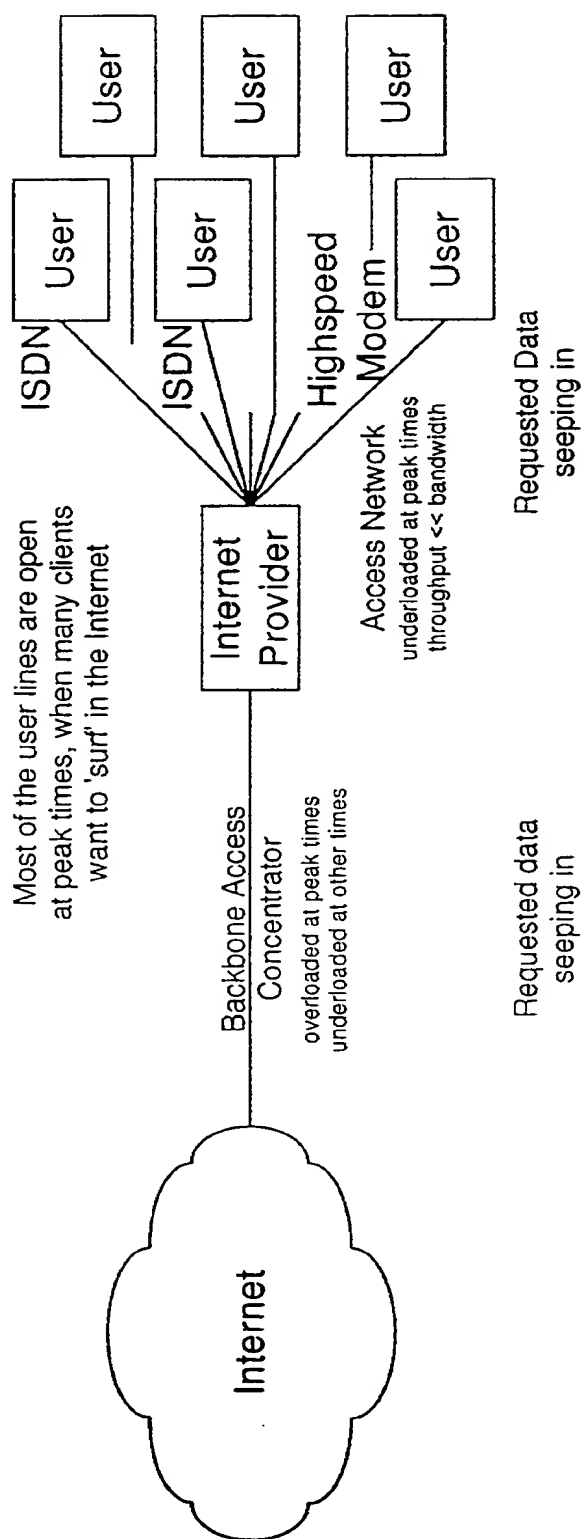 Most of the user lines are open
at peak times, when many clients
want to 'surf' in the Internet
Internet
Backbone Access
Concentrator
overloaded at peak times
underloaded at other times
Requested data
seeping in
Internet
Provider
ISDN
User
User
ISDN
User
User
Highspeed
Modem
User
User
Access Network
underloaded at peak times
throughput << bandwidth
Requested Data
seeping in